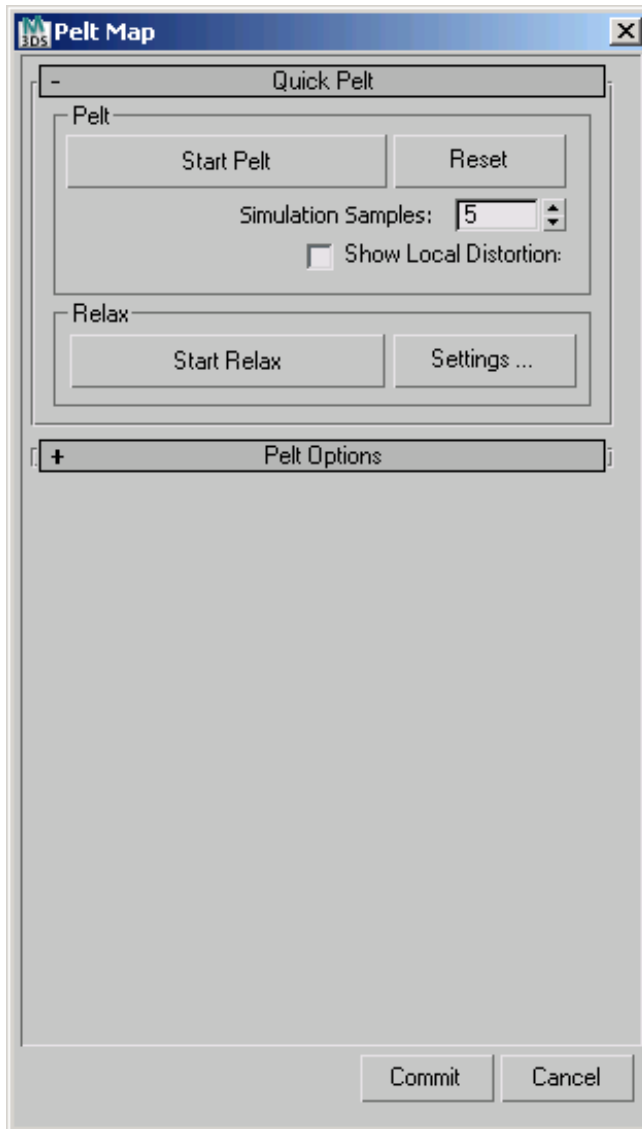 M
3DS
Pelt Map
- Quick Pelt
Pelt
Start Pelt
Reset
Simulation Samples: 5
Show Local Distortion:
Relax
Start Relax
Settings ...
+ Pelt Options
Commit
Cancel